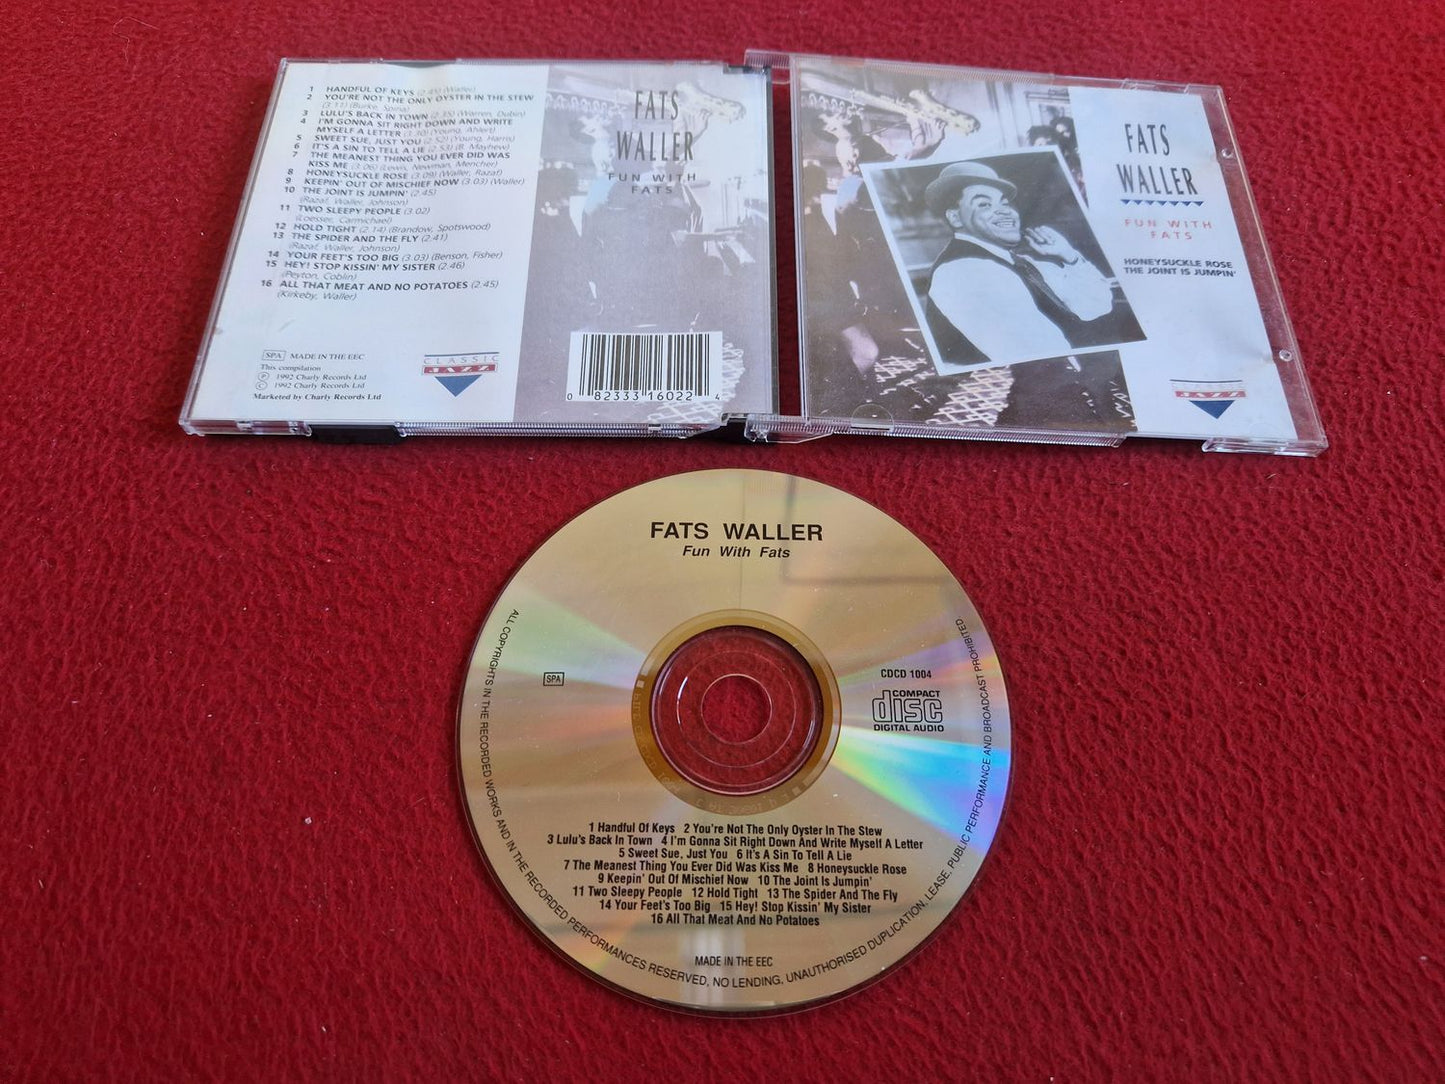 1 HANDFUL OF KEYS (2.45) (Waller)
2 YOU'RE NOT THE ONLY OYSTER IN THE STEW
(3.11) (Burke, Spina)
3 LULU'S BACK IN TOWN (2.35) (Warren, Dubin)
4 I'M GONNA SIT RIGHT DOWN AND WRITE
MYSELF A LETTER (3.30) (Young, Ahlert)
5 SWEET SUE, JUST YOU (2.52) (Young, Harris)
6 IT'S A SIN TO TELL A LIE (2.53) (B. Mayhew)
7 THE MEANEST THING YOU EVER DID WAS
KISS ME (2.06) (Lewis, Newman, Mencher)
8 HONEYSUCKLE ROSE (3.09) (Waller, Razaf)
9 KEEPIN' OUT OF MISCHIEF NOW (3.03) (Waller)
10 THE JOINT IS JUMPIN' (2.45)
(Razaf, Waller, Johnson)
11 TWO SLEEPY PEOPLE (3.02)
(Loesser, Carmichael)
12 HOLD TIGHT (2.14) (Brandow, Spotswood)
13 THE SPIDER AND THE FLY (2.41)
(Razaf, Waller, Johnson)
14 YOUR FEET'S TOO BIG (3.03) (Benson, Fisher)
15 HEY! STOP KISSIN' MY SISTER (2.46)
(Peyton, Coblin)
16 ALL THAT MEAT AND NO POTATOES (2.45)
(Kirkeby, Waller)
SPA MADE IN THE EEC
This compilation
Ⓟ 1992 Charly Records Ltd
© 1992 Charly Records Ltd
Marketed by Charly Records Ltd
CLASSIC
JAZZ
FATS
WALLER
FUN WITH
FATS
0 82333 16022 4
FATS
WALLER
FUN WITH
FATS
HONEYSUCKLE ROSE
THE JOINT IS JUMPIN'
CLASSIC
JAZZ
FATS WALLER
Fun With Fats
SPA
CDCD 1004
COMPACT
disc
DIGITAL AUDIO
1 Handful Of Keys 2 You're Not The Only Oyster In The Stew
3 Lulu's Back In Town 4 I'm Gonna Sit Right Down And Write Myself A Letter
5 Sweet Sue, Just You 6 It's A Sin To Tell A Lie
7 The Meanest Thing You Ever Did Was Kiss Me 8 Honeysuckle Rose
9 Keepin' Out Of Mischief Now 10 The Joint Is Jumpin'
11 Two Sleepy People 12 Hold Tight 13 The Spider And The Fly
14 Your Feet's Too Big 15 Hey! Stop Kissin' My Sister
16 All That Meat And No Potatoes
MADE IN THE EEC
ALL COPYRIGHTS IN THE RECORDED WORKS AND IN THE RECORDED PERFORMANCES RESERVED, NO LENDING, UNAUTHORISED DUPLICATION, LEASE, PUBLIC PERFORMANCE AND BROADCAST PROHIBITED